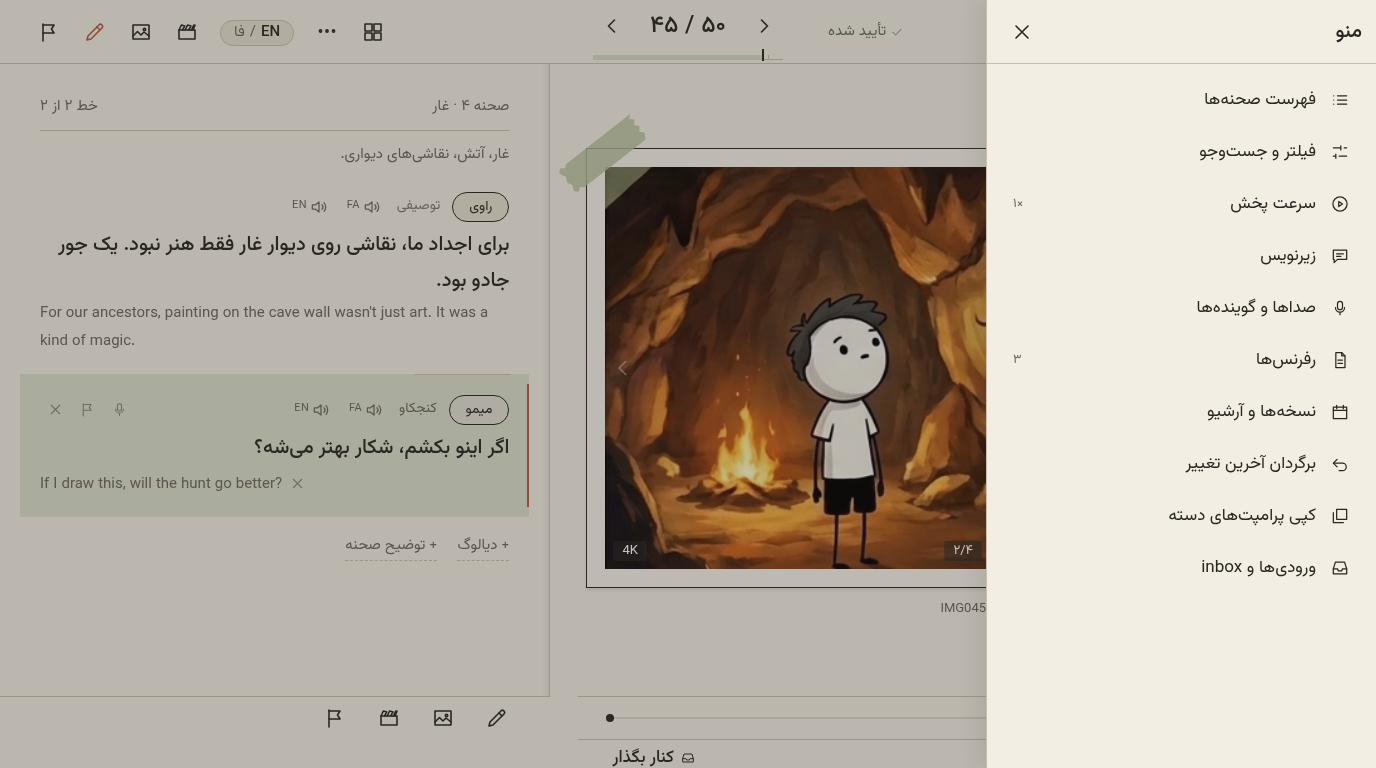 منو
فهرست صحنه‌ها
فیلتر و جست‌وجو
سرعت پخش
۱×
زیرنویس
صداها و گوینده‌ها
رفرنس‌ها
۳
نسخه‌ها و آرشیو
برگردان آخرین تغییر
کپی پرامپت‌های دسته
ورودی‌ها و inbox
تأیید شده
۴۵ / ۵۰
EN / فا
صحنه ۴ · غار
خط ۲ از ۲
غار، آتش، نقاشی‌های دیواری.
راوی
توصیفی
FA
EN
برای اجداد ما، نقاشی روی دیوار غار فقط هنر نبود. یک جور
جادو بود.
For our ancestors, painting on the cave wall wasn't just art. It was a
kind of magic.
میمو
کنجکاو
FA
EN
اگر اینو بکشم، شکار بهتر می‌شه؟
If I draw this, will the hunt go better?
+ دیالوگ
+ توضیح صحنه
4K
۲/۴
IMG045
کنار بگذار